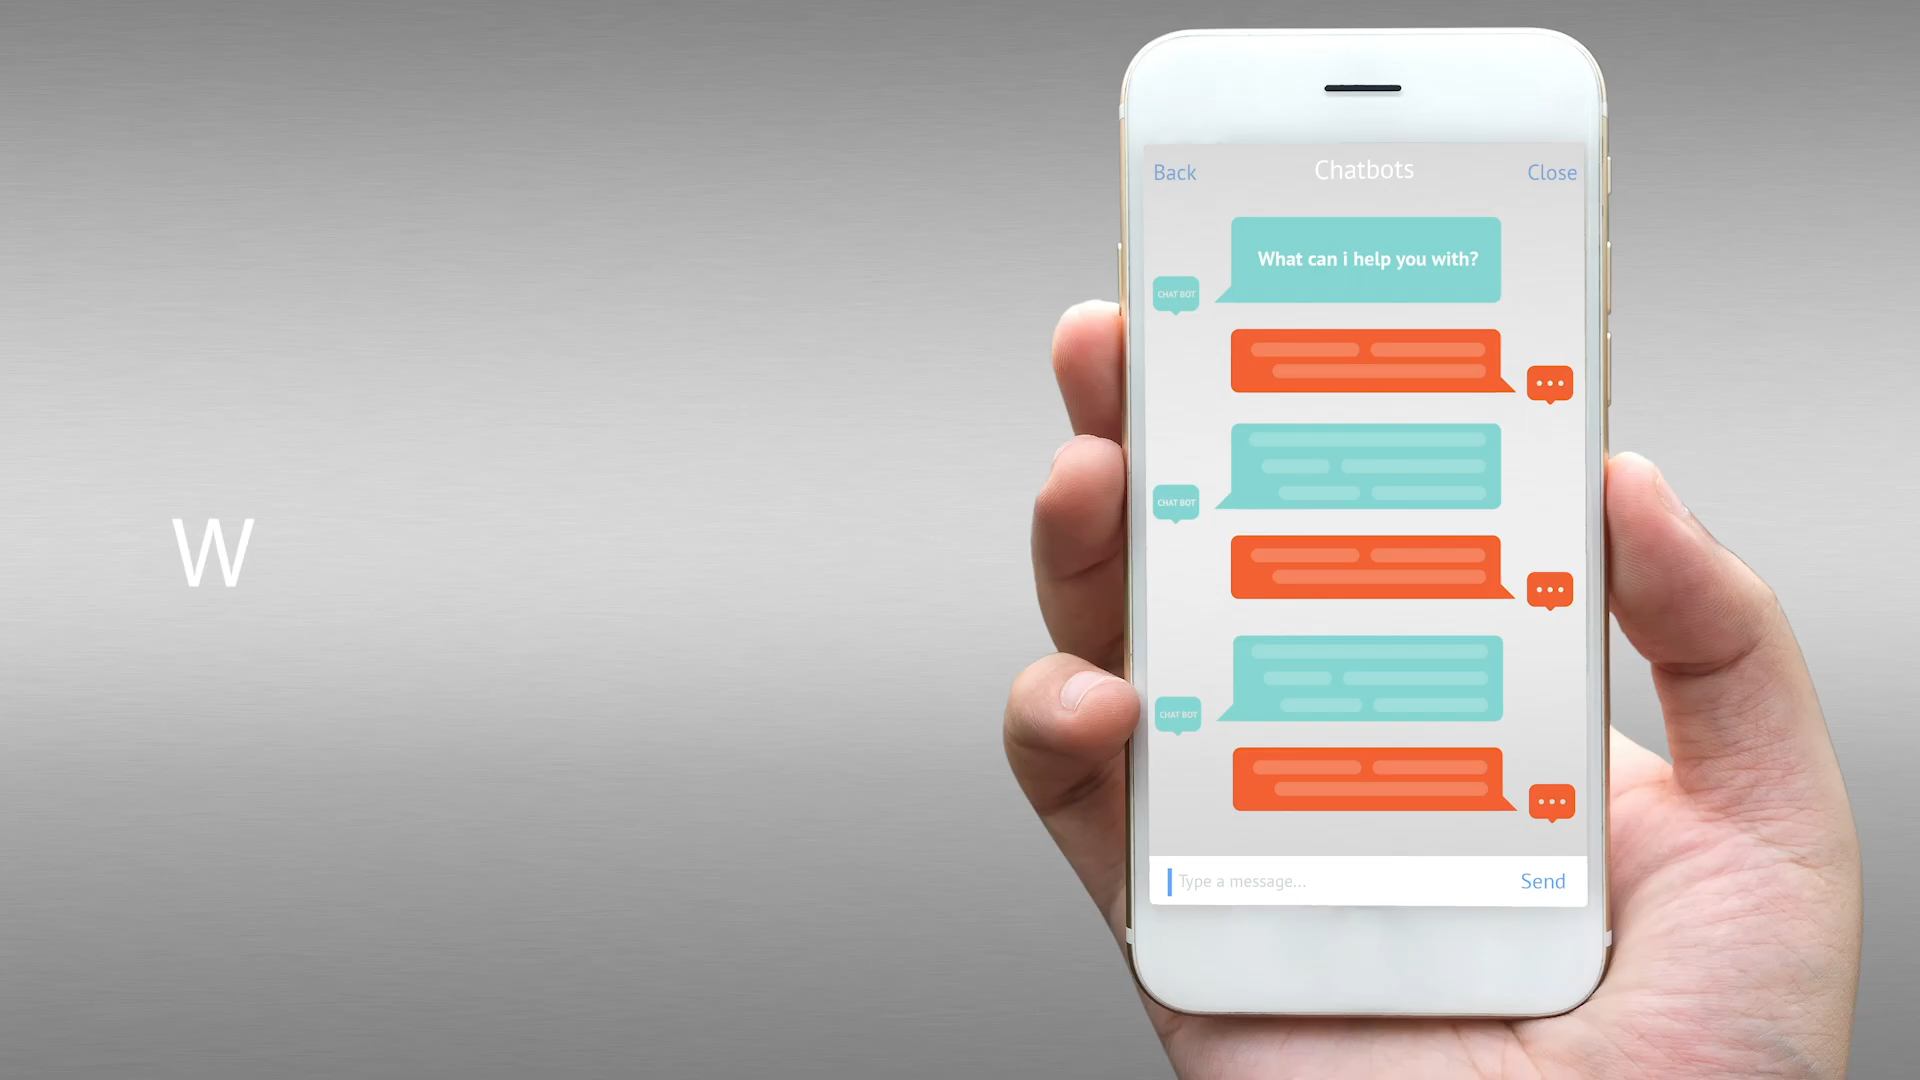 W
Back Chatbots Close
What can i help you with?
CHAT BOT
CHAT BOT
CHAT BOT
Type a message... Send